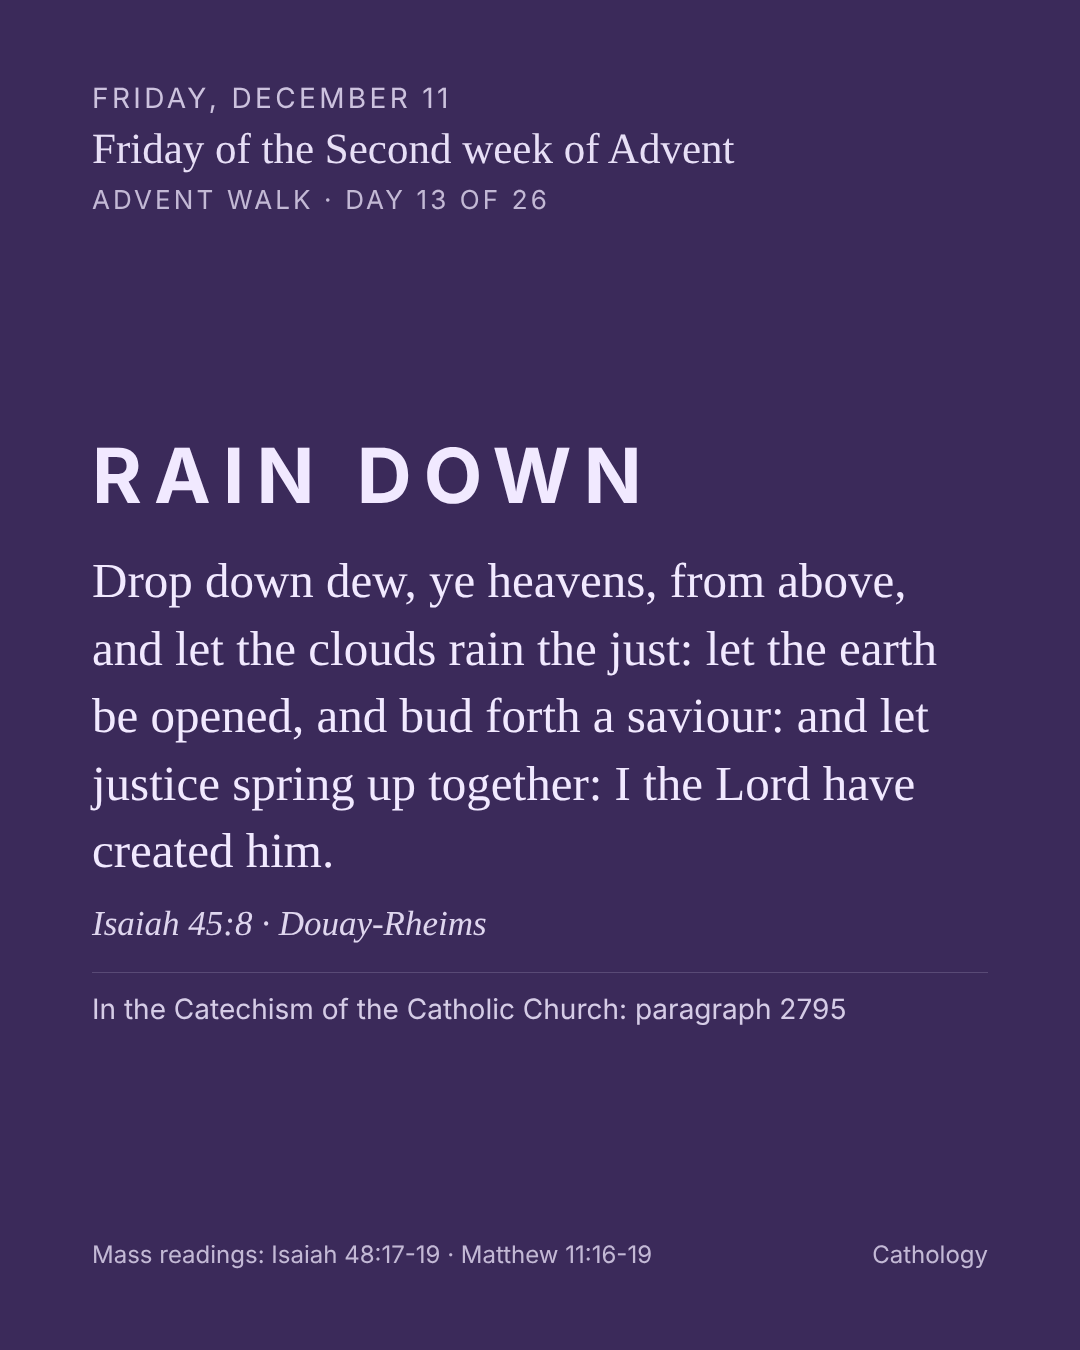 FRIDAY, DECEMBER 11
Friday of the Second week of Advent
ADVENT WALK · DAY 13 OF 26
RAIN DOWN
Drop down dew, ye heavens, from above,
and let the clouds rain the just: let the earth
be opened, and bud forth a saviour: and let
justice spring up together: I the Lord have
created him.
Isaiah 45:8 · Douay-Rheims
In the Catechism of the Catholic Church: paragraph 2795
Mass readings: Isaiah 48:17-19 · Matthew 11:16-19
Cathology